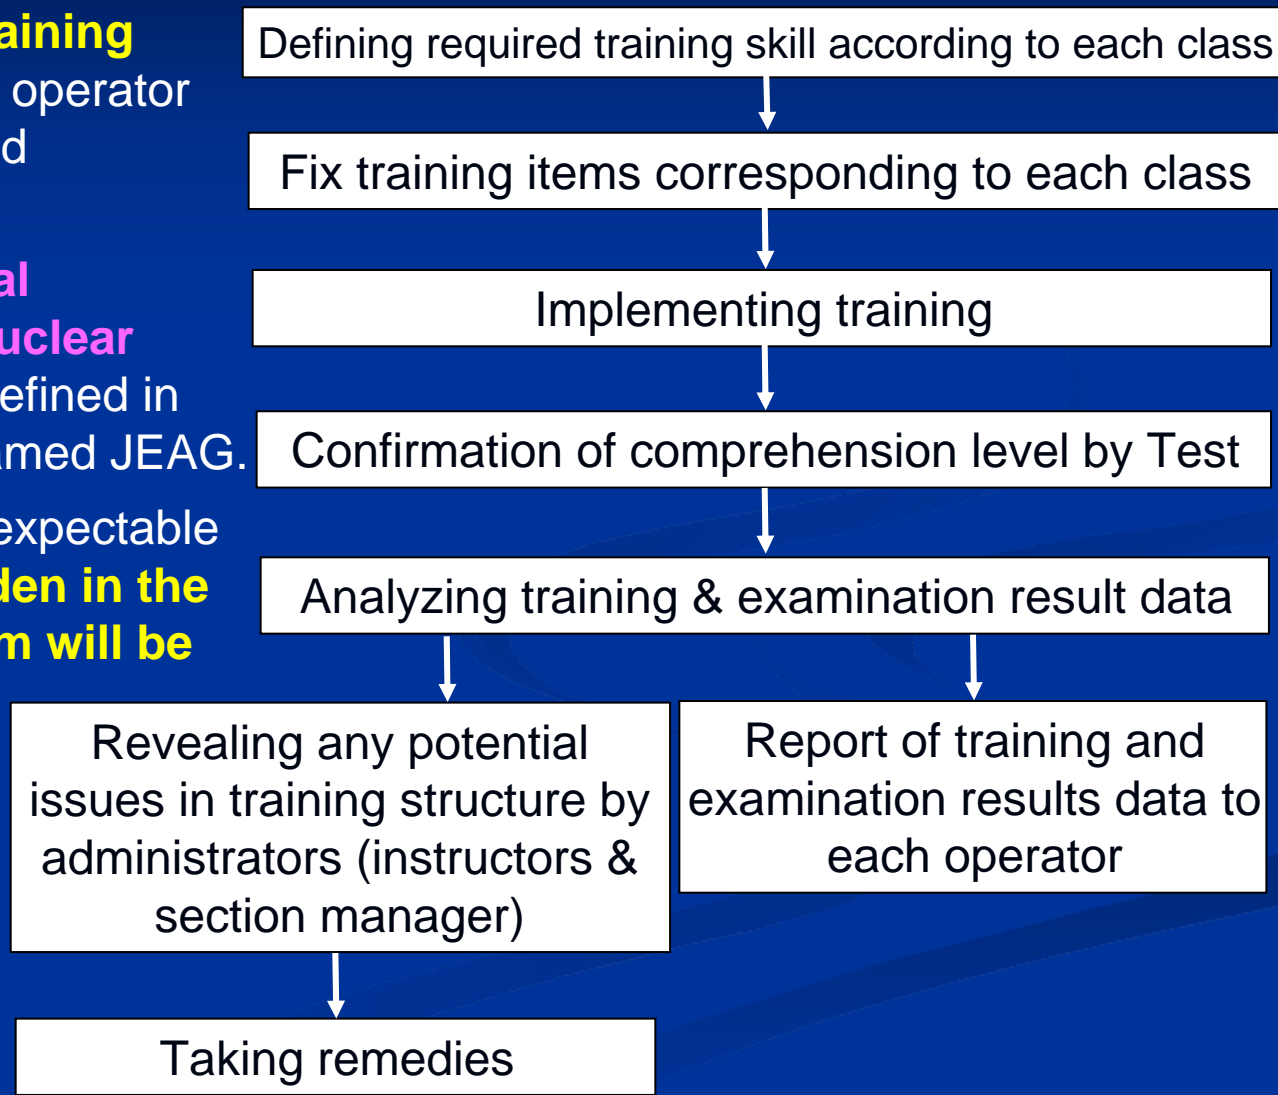 aining
operator
d
al
uclear
efined in
amed JEAG.
expectable
den in the
m will be
Defining required training skill according to each class
Fix training items corresponding to each class
Implementing training
Confirmation of comprehension level by Test
Analyzing training & examination result data
Revealing any potential
issues in training structure by
administrators (instructors &
section manager)
Report of training and
examination results data to
each operator
Taking remedies